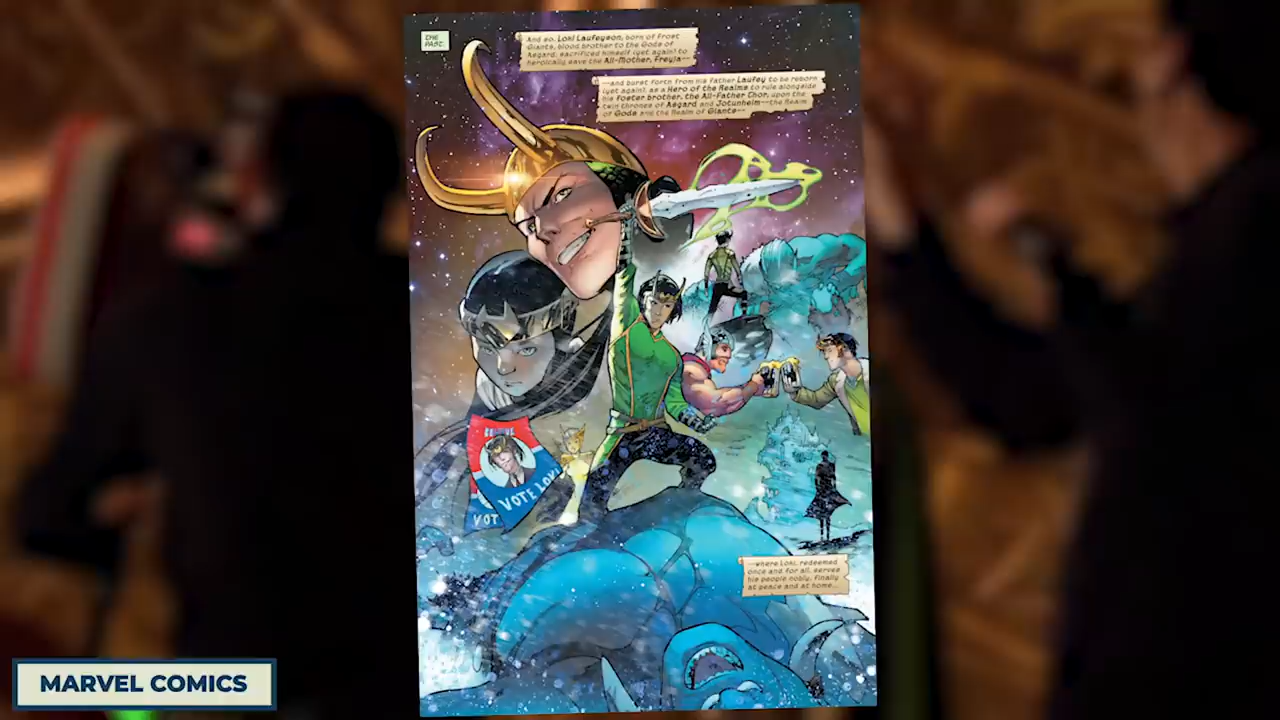 THE
PAST.
And so, Loki Laufeyson, born of Frost
Giants, blood brother to the Gods of
Asgard, sacrificed himself (yet again) to
heroically save the All-Mother, Freyja—
—and burst forth from his father Laufey to be reborn
(yet again), as a Hero of the Realms to rule alongside
his foster brother, the All-Father Thor, upon the
twin thrones of Asgard and Jotunheim—the Realm
of Gods and the Realm of Giants—
BELIEVE
VOTE LOKI
VOT
—where Loki, redeemed
once and for all, serves
his people nobly, finally
at peace and at home...
MARVEL COMICS